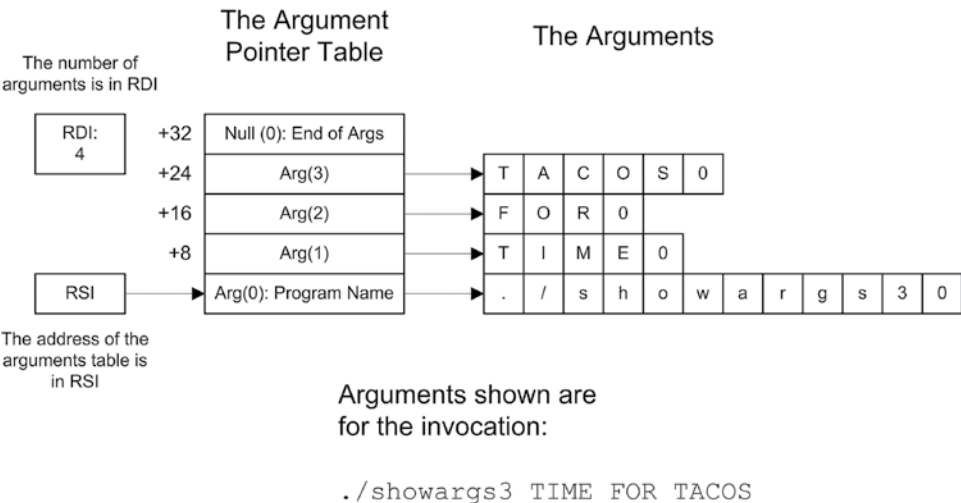 The Argument
Pointer Table
The Arguments
The number of
arguments is in RDI
RDI:
4
+32
Null (0): End of Args
+24
Arg(3)
T A C O S 0
+16
Arg(2)
F O R 0
+8
Arg(1)
T I M E 0
RSI
Arg(0): Program Name
. / s h o w a r g s 3 0
The address of the
arguments table is
in RSI
Arguments shown are
for the invocation:
./showargs3 TIME FOR TACOS